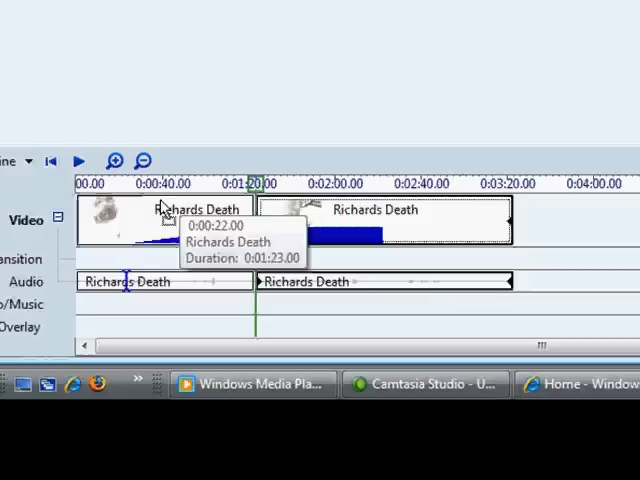 ine
00.00 0:00:40.00 0:01:20.00 0:02:00.00 0:02:40.00 0:03:20.00 0:04:00.00
Video
Richards Death
Richards Death
0:00:22.00
Richards Death
Duration: 0:01:23.00
ansition
Audio
Richards Death
Richards Death
o/Music
Overlay
»
Windows Media Pla...
Camtasia Studio - U...
Home - Window